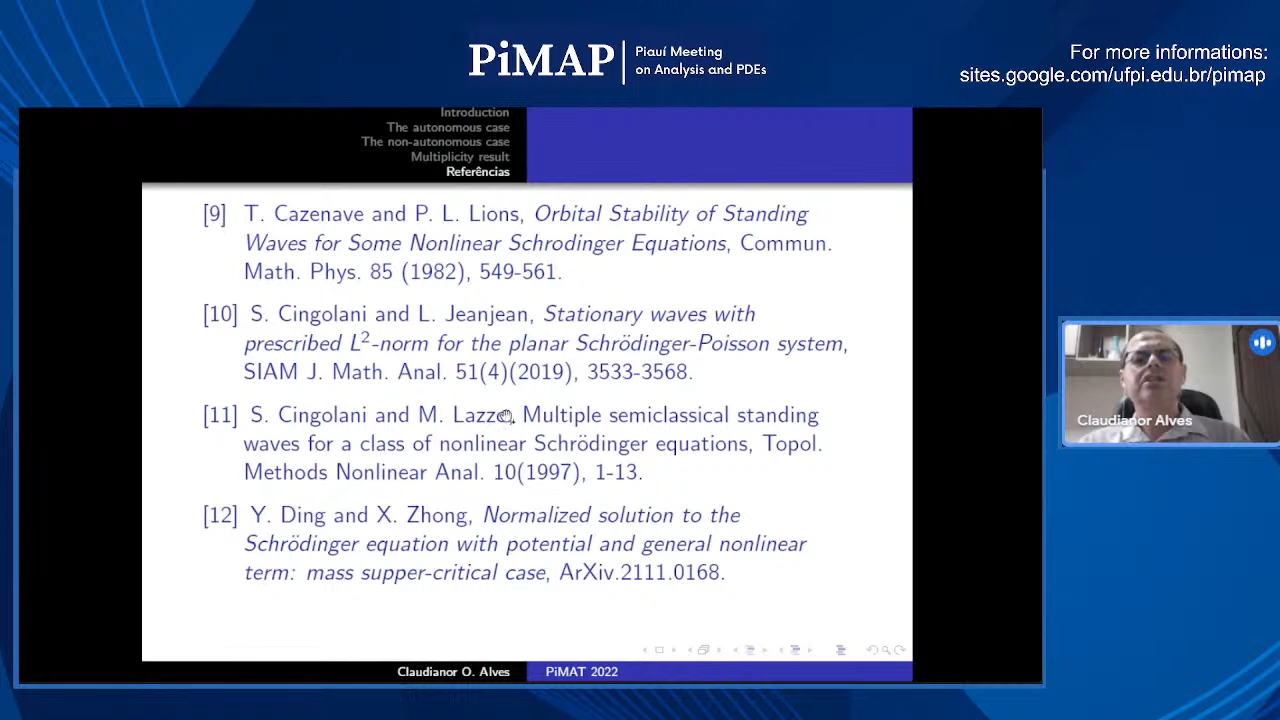 PiMAP
Piauí Meeting
on Analysis and PDEs
For more informations:
sites.google.com/ufpi.edu.br/pimap
Introduction
The autonomous case
The non-autonomous case
Multiplicity result
Referências
[9] T. Cazenave and P. L. Lions, Orbital Stability of Standing
Waves for Some Nonlinear Schrodinger Equations, Commun.
Math. Phys. 85 (1982), 549-561.
[10] S. Cingolani and L. Jeanjean, Stationary waves with
prescribed L²-norm for the planar Schrödinger-Poisson system,
SIAM J. Math. Anal. 51(4)(2019), 3533-3568.
[11] S. Cingolani and M. Lazzo, Multiple semiclassical standing
waves for a class of nonlinear Schrödinger equations, Topol.
Methods Nonlinear Anal. 10(1997), 1-13.
[12] Y. Ding and X. Zhong, Normalized solution to the
Schrödinger equation with potential and general nonlinear
term: mass supper-critical case, ArXiv.2111.0168.
Claudianor Alves
Claudianor O. Alves
PiMAT 2022